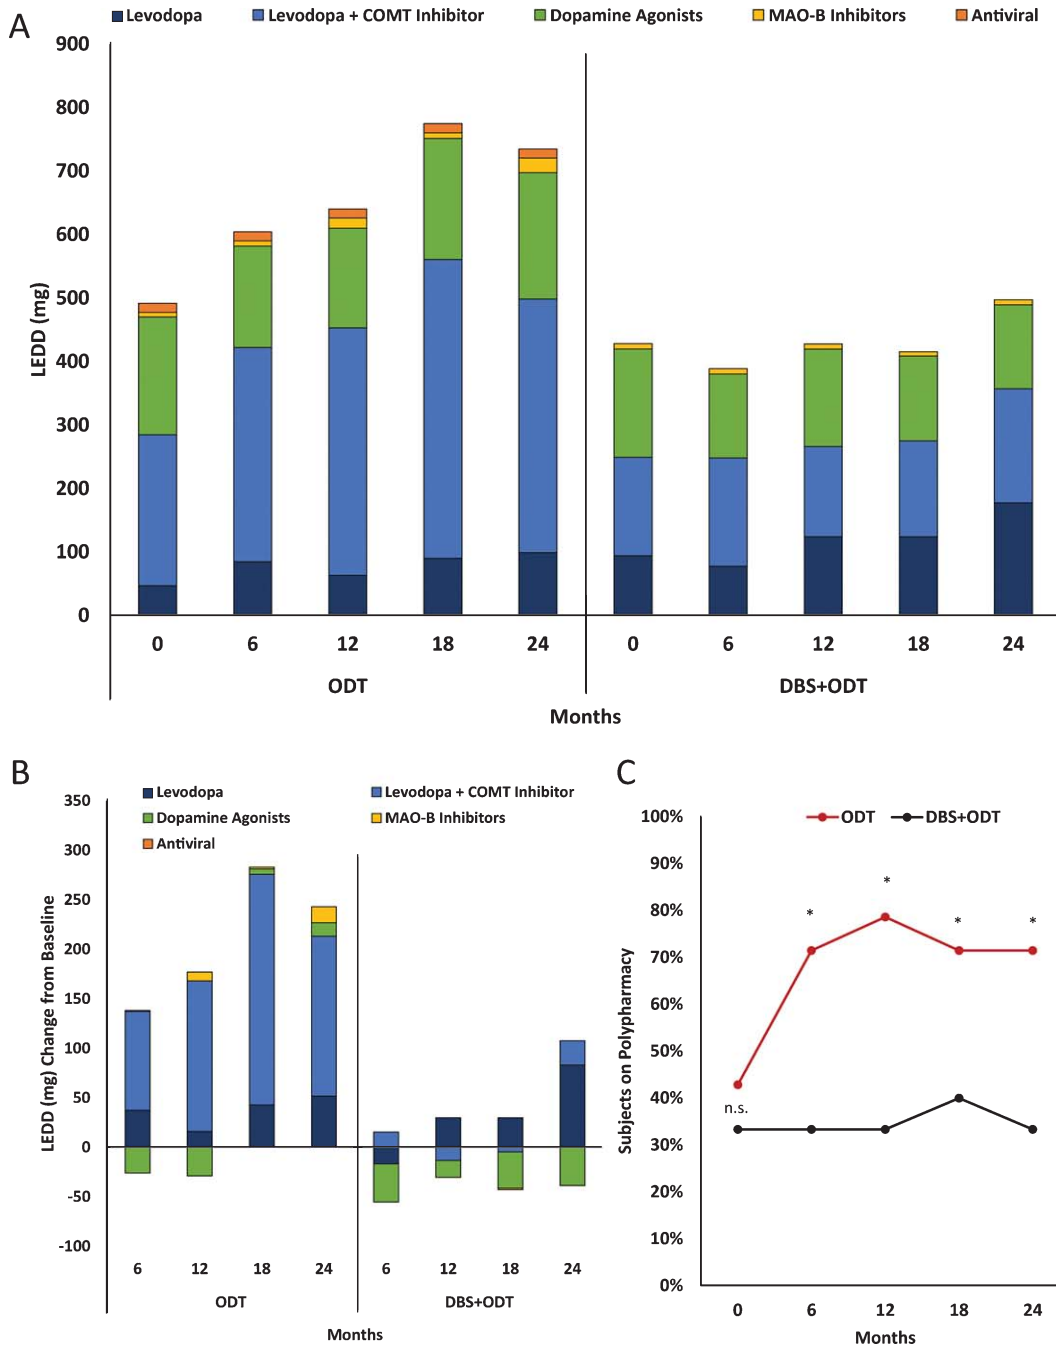 A
Levodopa Levodopa + COMT Inhibitor Dopamine Agonists MAO-B Inhibitors Antiviral
900
800
700
600
500
400
300
200
100
0
LEDD (mg)
0 6 12 18 24 0 6 12 18 24
ODT DBS+ODT
Months
B
Levodopa Levodopa + COMT Inhibitor
Dopamine Agonists MAO-B Inhibitors
Antiviral
350
300
250
200
150
100
50
0
-50
-100
LEDD (mg) Change from Baseline
6 12 18 24 6 12 18 24
ODT DBS+ODT
Months
C
ODT DBS+ODT
100%
90%
80%
70%
60%
50%
40%
30%
20%
10%
0%
Subjects on Polypharmacy
* * * *
n.s.
0 6 12 18 24
Months